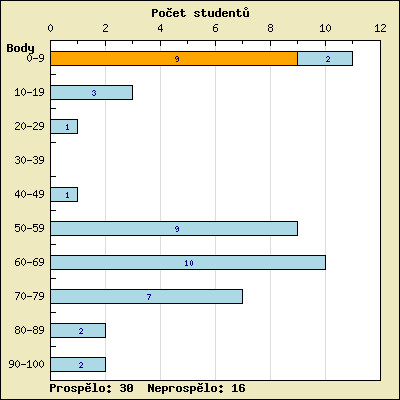 Počet studentů
0 2 4 6 8 10 12
Body
0-9 9 2
10-19 3
20-29 1
30-39
40-49 1
50-59 9
60-69 10
70-79 7
80-89 2
90-100 2
Prospělo: 30 Neprospělo: 16